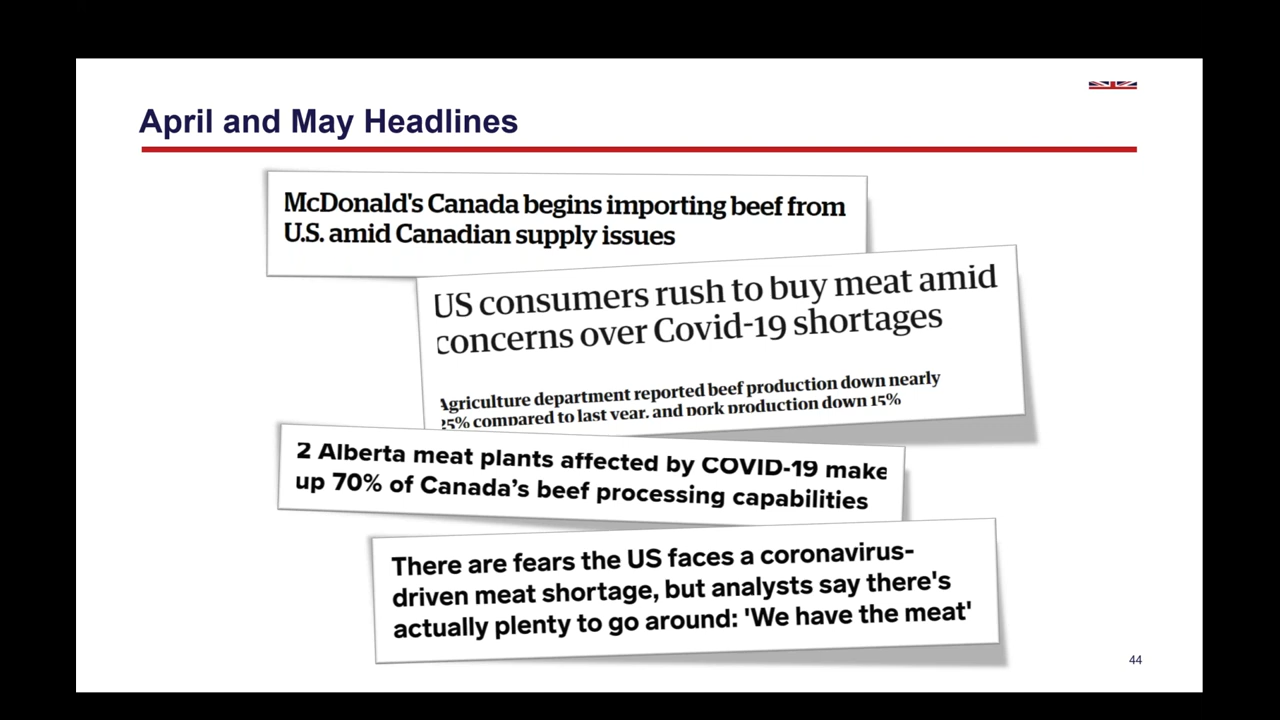 April and May Headlines
McDonald's Canada begins importing beef from
U.S. amid Canadian supply issues
US consumers rush to buy meat amid
concerns over Covid-19 shortages
Agriculture department reported beef production down nearly
25% compared to last year, and pork production down 15%
2 Alberta meat plants affected by COVID-19 make
up 70% of Canada's beef processing capabilities
There are fears the US faces a coronavirus-
driven meat shortage, but analysts say there's
actually plenty to go around: 'We have the meat'
44